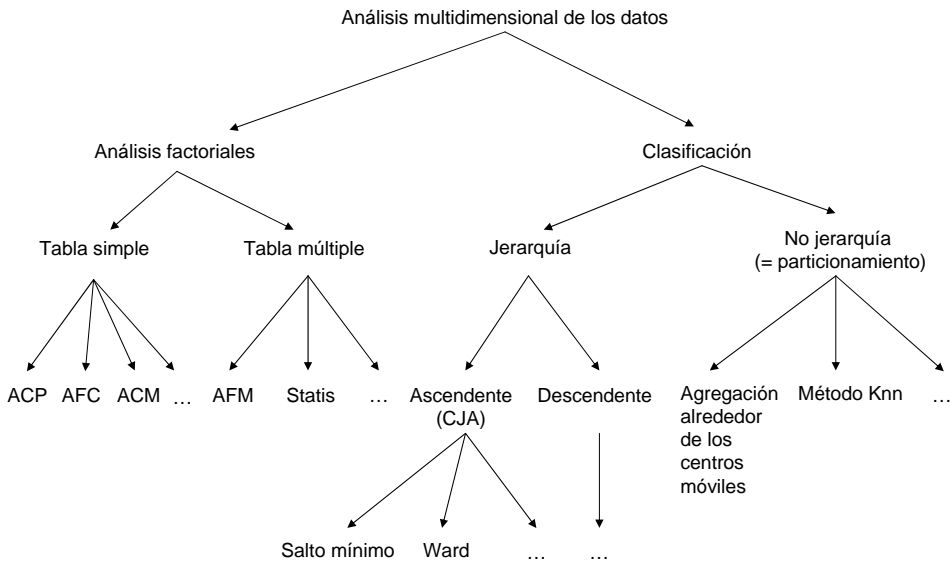 Análisis multidimensional de los datos
Análisis factoriales
Clasificación
Tabla simple
Tabla múltiple
Jerarquía
No jerarquía
(= particionamiento)
ACP
AFC
ACM
…
AFM
Statis
…
Ascendente
(CJA)
Descendente
Agregación
alrededor
de los
centros
móviles
Método Knn
…
Salto mínimo
Ward
…
…